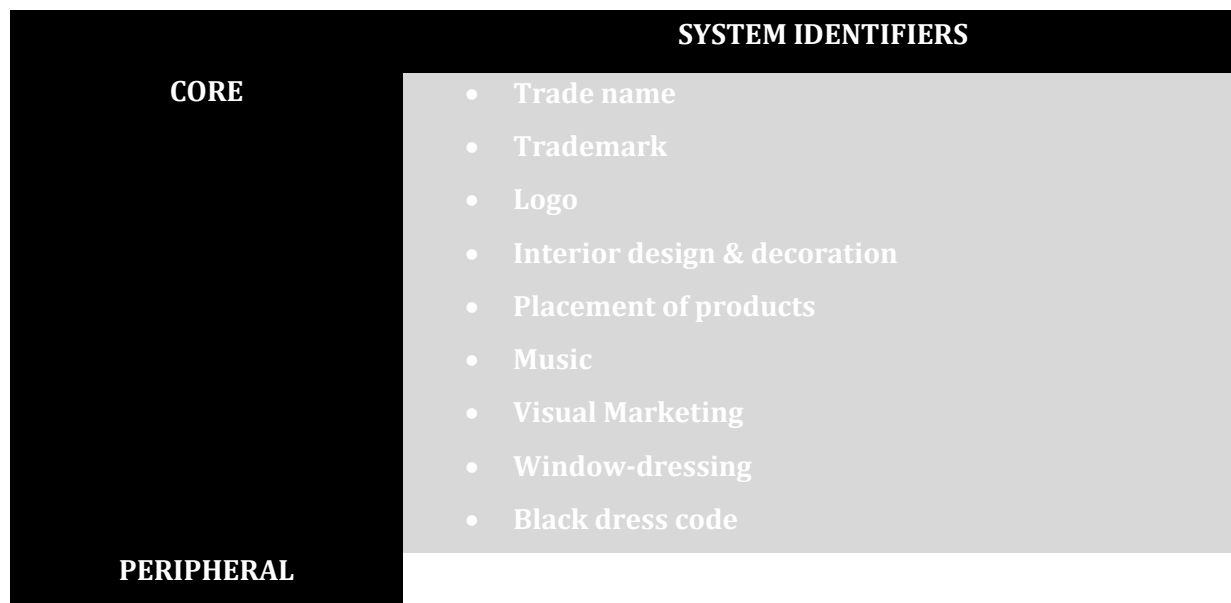 SYSTEM IDENTIFIERS
CORE
• Trade name
• Trademark
• Logo
• Interior design & decoration
• Placement of products
• Music
• Visual Marketing
• Window-dressing
• Black dress code
PERIPHERAL